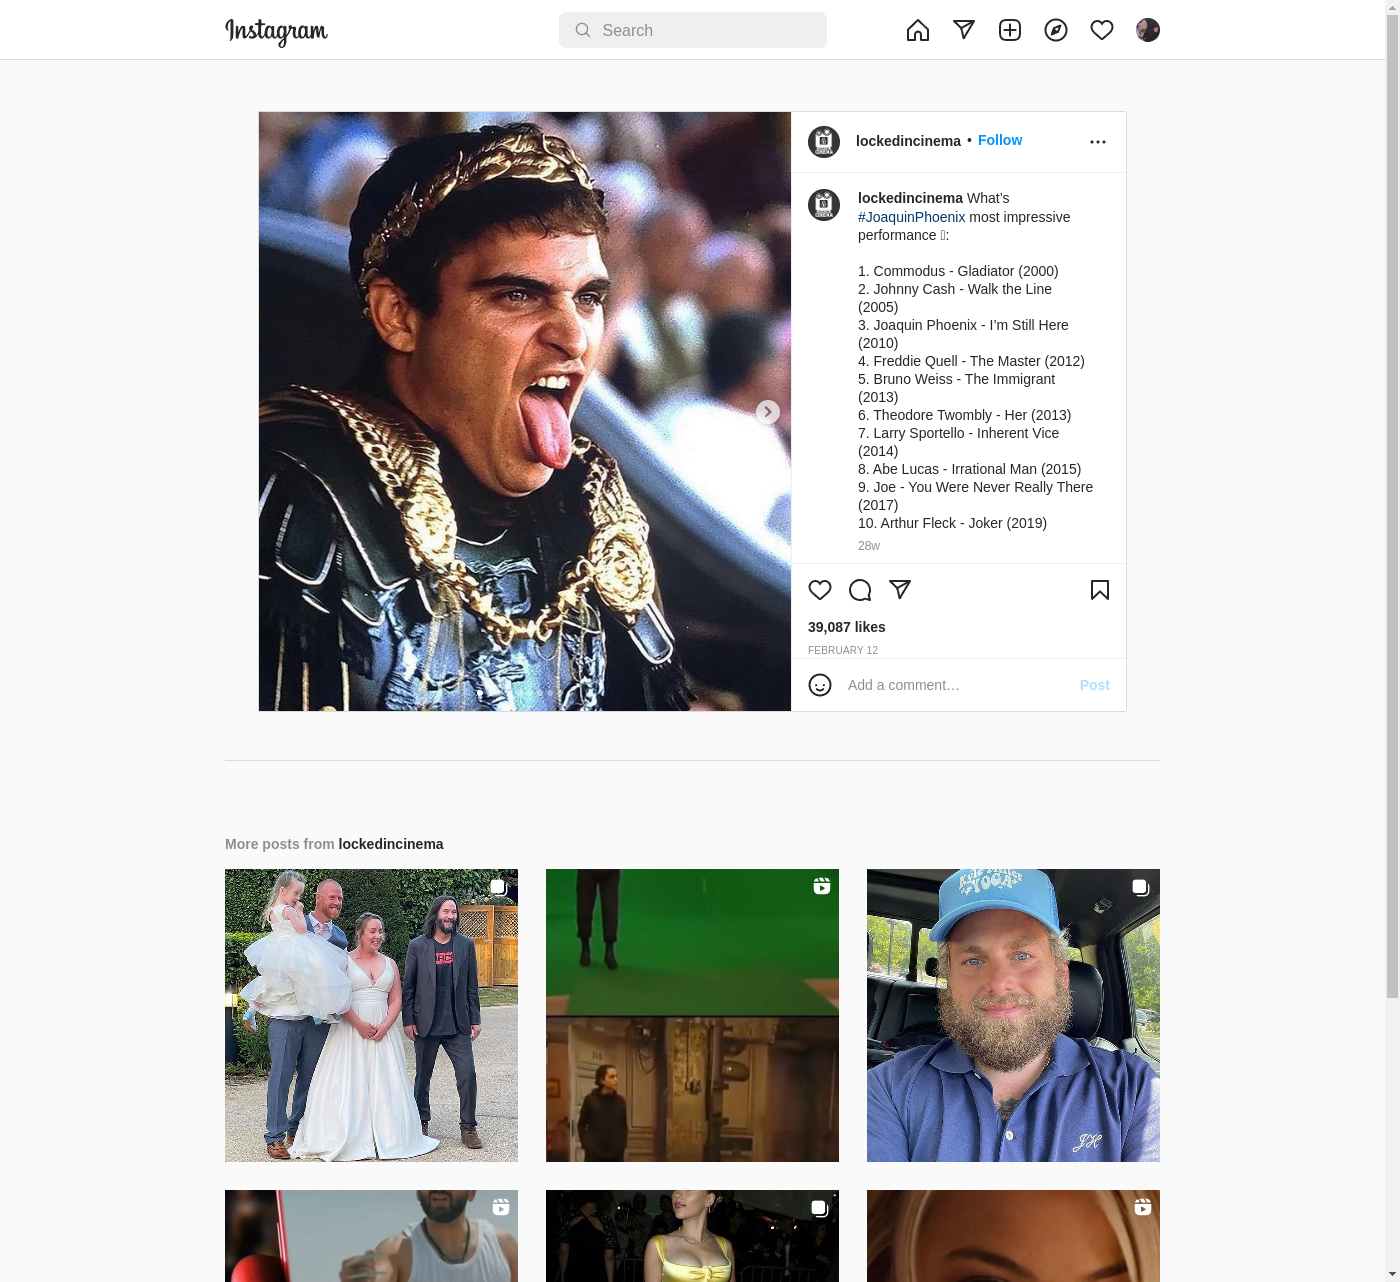 Instagram
Search
lockedincinema • Follow
lockedincinema What's
#JoaquinPhoenix most impressive
performance :
1. Commodus - Gladiator (2000)
2. Johnny Cash - Walk the Line
(2005)
3. Joaquin Phoenix - I'm Still Here
(2010)
4. Freddie Quell - The Master (2012)
5. Bruno Weiss - The Immigrant
(2013)
6. Theodore Twombly - Her (2013)
7. Larry Sportello - Inherent Vice
(2014)
8. Abe Lucas - Irrational Man (2015)
9. Joe - You Were Never Really There
(2017)
10. Arthur Fleck - Joker (2019)
28w
39,087 likes
FEBRUARY 12
Add a comment…
Post
More posts from lockedincinema
YOGA
JH